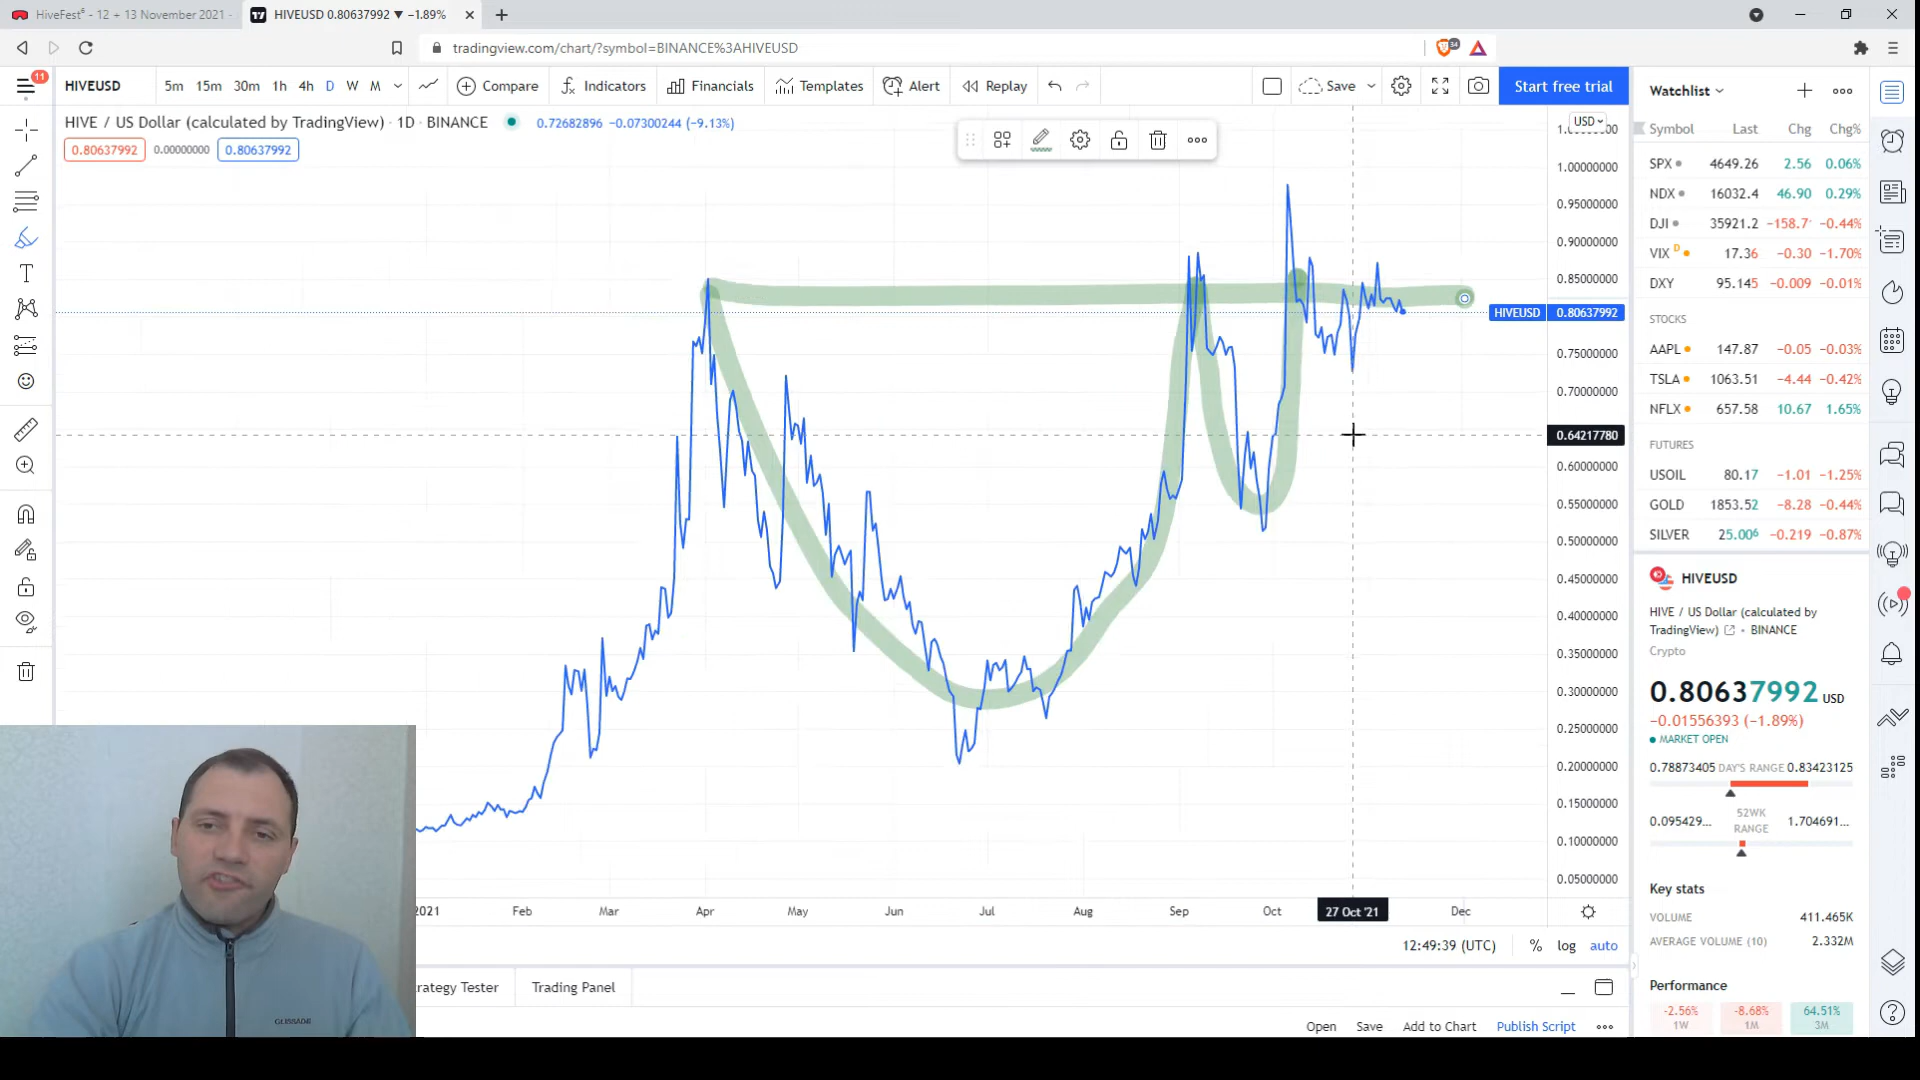 HiveFest⁶ - 12 + 13 November 2021 -
HIVEUSD 0.80637992 ▼ −1.89%
tradingview.com/chart/?symbol=BINANCE%3AHIVEUSD
34
11
HIVEUSD 5m 15m 30m 1h 4h D W M Compare Indicators Financials Templates Alert Replay Save Start free trial
HIVE / US Dollar (calculated by TradingView) · 1D · BINANCE 0.72682896 −0.07300244 (−9.13%)
0.80637992 0.00000000 0.80637992
USD
1.00000000
0.95000000
0.90000000
0.85000000
HIVEUSD 0.80637992
0.75000000
0.70000000
0.64217780
0.60000000
0.55000000
0.50000000
0.45000000
0.40000000
0.35000000
0.30000000
0.25000000
0.20000000
0.15000000
0.10000000
0.05000000
2021 Feb Mar Apr May Jun Jul Aug Sep Oct 27 Oct '21 Dec
12:49:39 (UTC) % log auto
rategy Tester Trading Panel
Open Save Add to Chart Publish Script
Watchlist
Symbol Last Chg Chg%
SPX 4649.26 2.56 0.06%
NDX 16032.4 46.90 0.29%
DJI 35921.2 −158.7 −0.44%
VIX D 17.36 −0.30 −1.70%
DXY 95.145 −0.009 −0.01%
STOCKS
AAPL 147.87 −0.05 −0.03%
TSLA 1063.51 −4.44 −0.42%
NFLX 657.58 10.67 1.65%
FUTURES
USOIL 80.17 −1.01 −1.25%
GOLD 1853.52 −8.28 −0.44%
SILVER 25.00⁶ −0.219 −0.87%
HIVEUSD
HIVE / US Dollar (calculated by
TradingView) • BINANCE
Crypto
0.80637992 USD
−0.01556393 (−1.89%)
MARKET OPEN
0.78873405 DAY'S RANGE 0.83423125
0.095429... 52WK RANGE 1.704691...
Key stats
VOLUME 411.465K
AVERAGE VOLUME (10) 2.332M
Performance
-2.56% -8.68% 64.51%
1W 1M 3M
GLISSADE